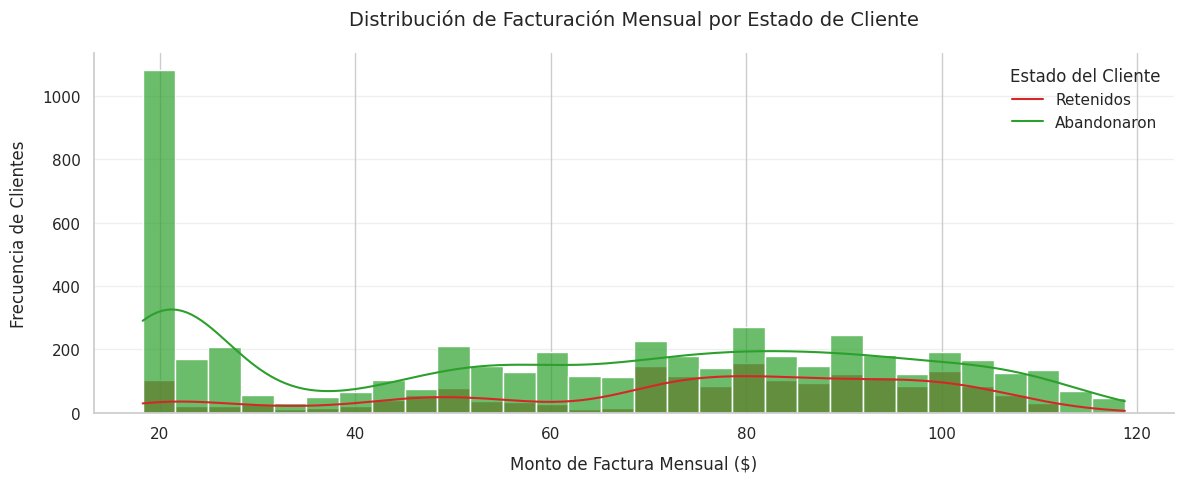 Distribución de Facturación Mensual por Estado de Cliente
Frecuencia de Clientes
1000
800
600
400
200
0
Estado del Cliente
Retenidos
Abandonaron
20 40 60 80 100 120
Monto de Factura Mensual ($)